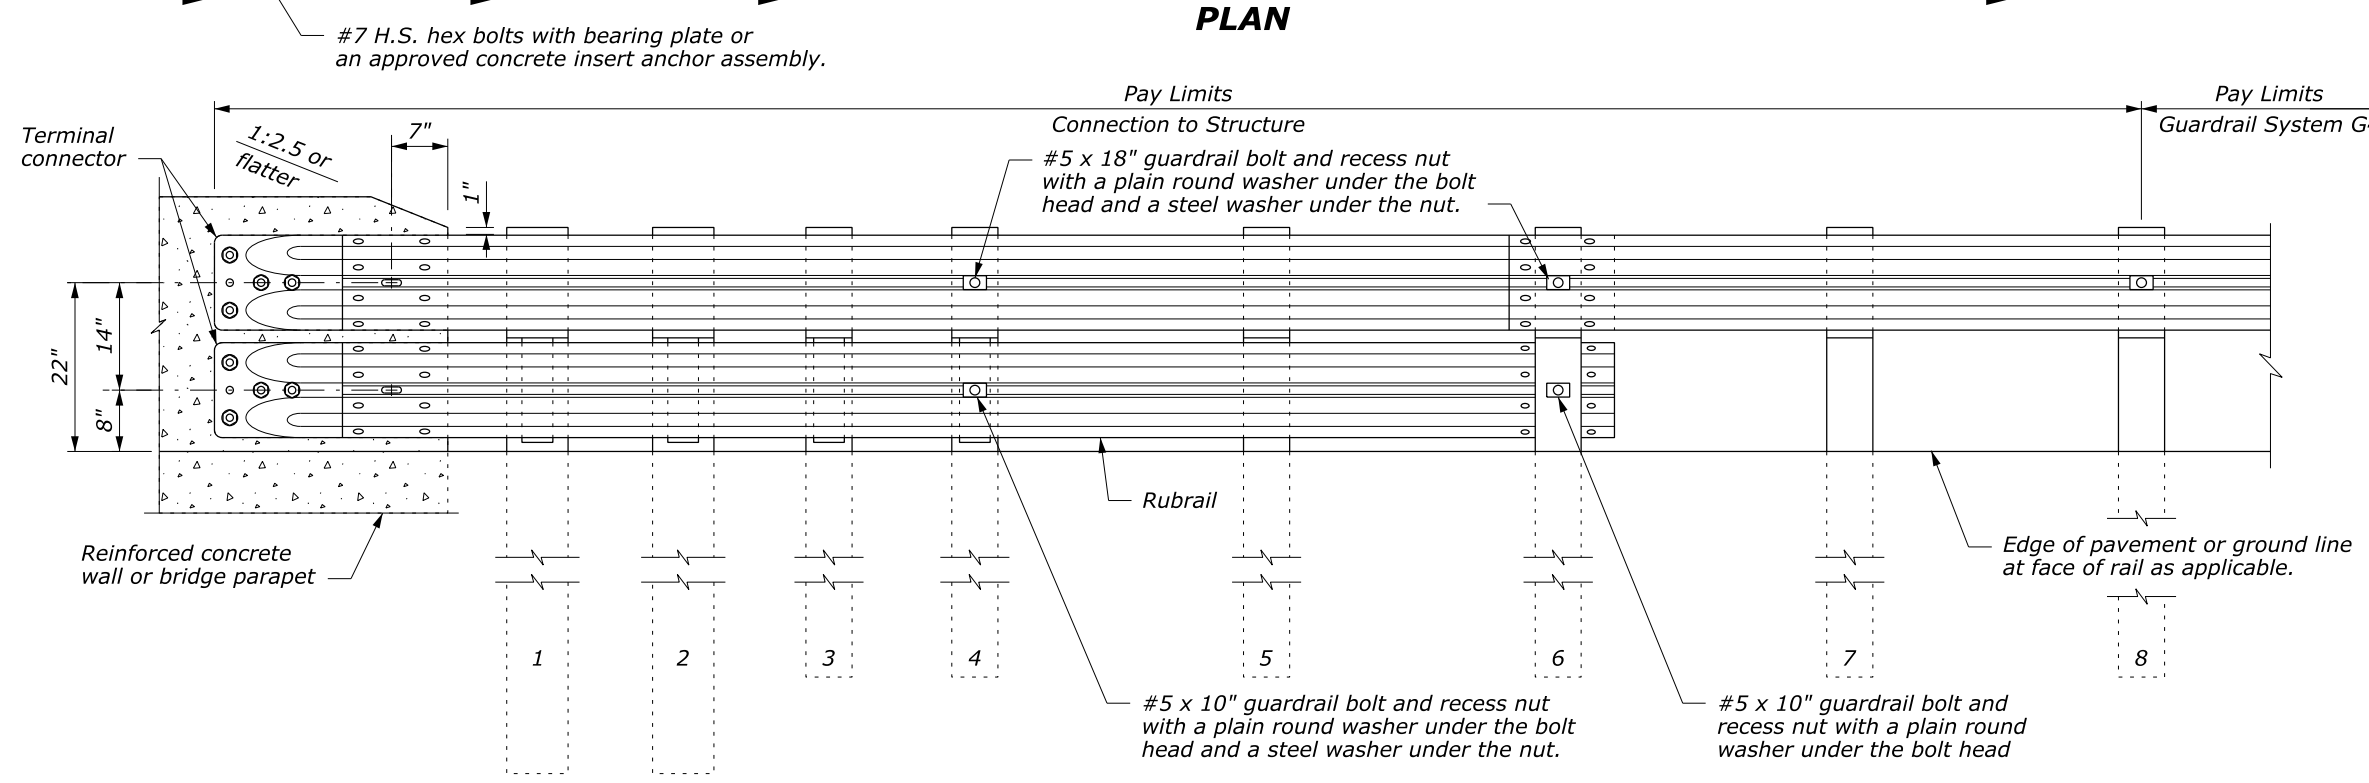 PLAN
#7 H.S. hex bolts with bearing plate or
an approved concrete insert anchor assembly.
Pay Limits
Connection to Structure
Pay Limits
Guardrail System G4
Terminal
connector
1:2.5 or
flatter
7"
1"
#5 x 18" guardrail bolt and recess nut
with a plain round washer under the bolt
head and a steel washer under the nut.
22"
14"
8"
Rubrail
Reinforced concrete
wall or bridge parapet
Edge of pavement or ground line
at face of rail as applicable.
1
2
3
4
5
6
7
8
#5 x 10" guardrail bolt and recess nut
with a plain round washer under the bolt
head and a steel washer under the nut.
#5 x 10" guardrail bolt and
recess nut with a plain round
washer under the bolt head